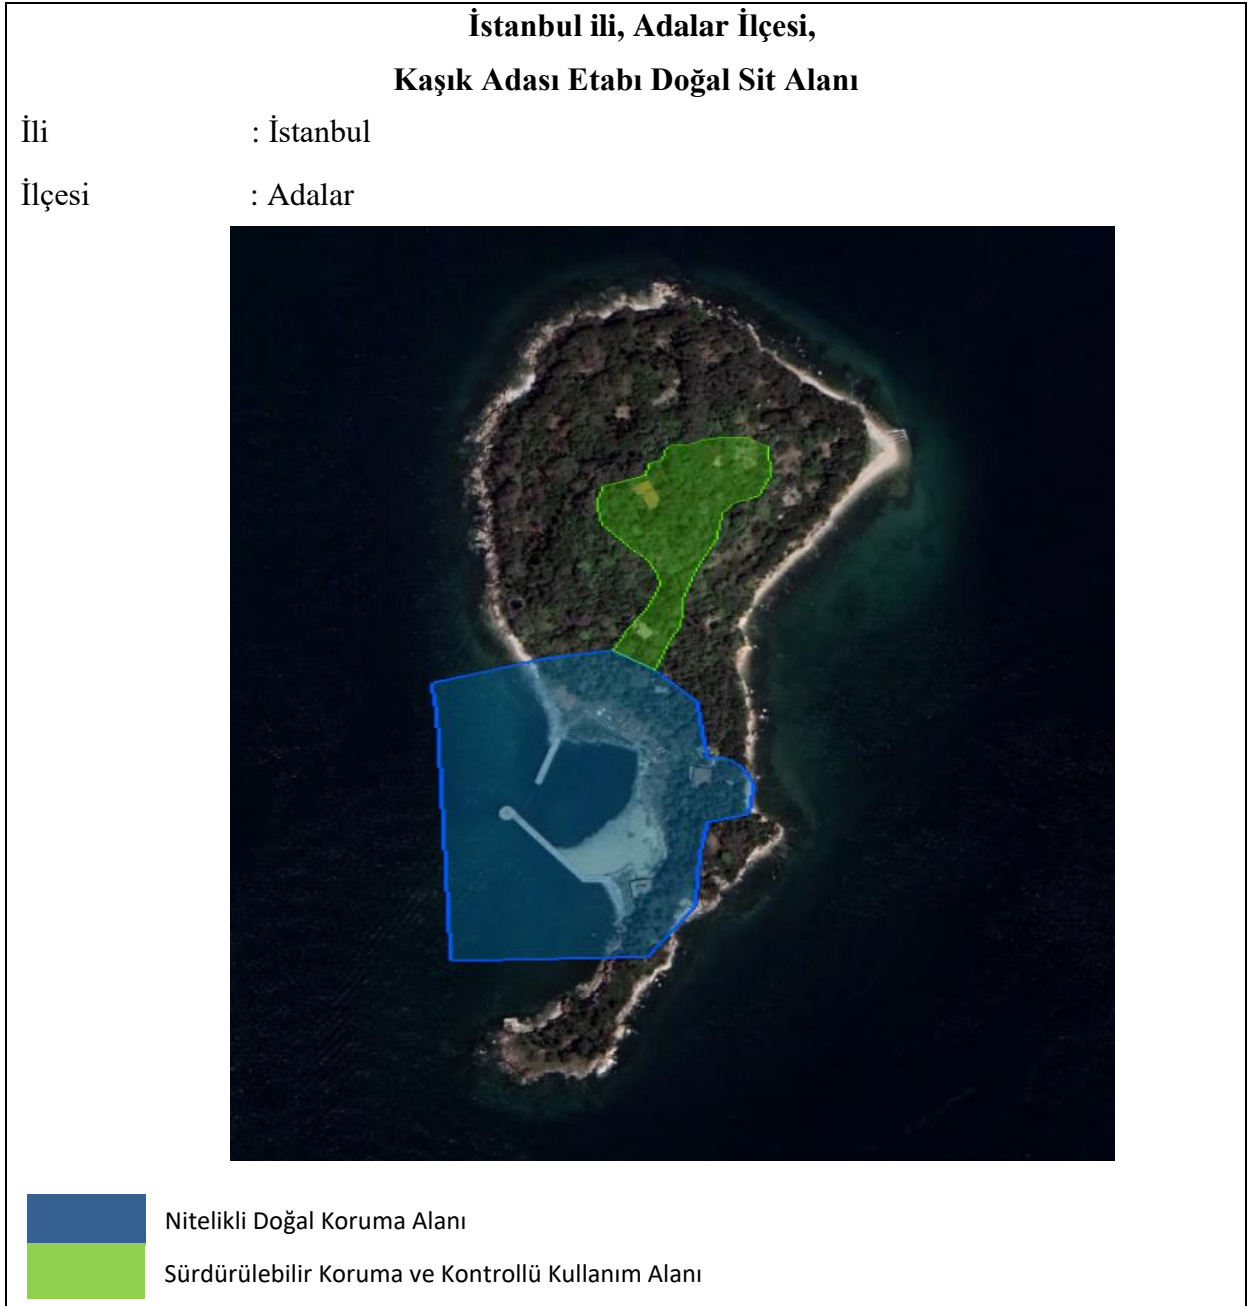 İstanbul ili, Adalar İlçesi,
Kaşık Adası Etabı Doğal Sit Alanı
İli : İstanbul
İlçesi : Adalar
Nitelikli Doğal Koruma Alanı
Sürdürülebilir Koruma ve Kontrollü Kullanım Alanı